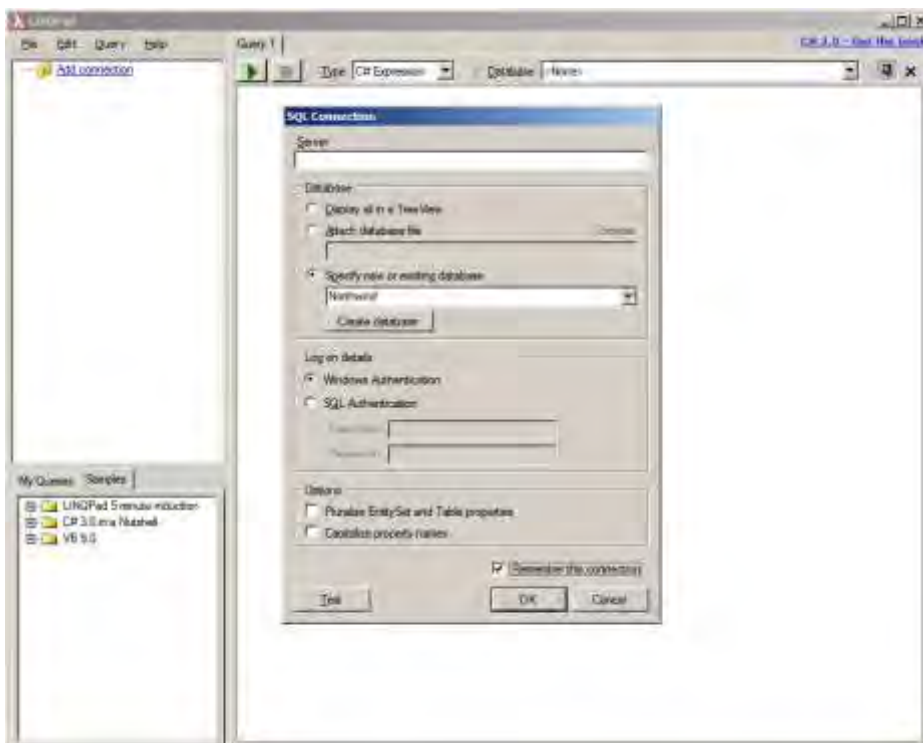 LINQPad
File Edit Query Help
Query 1
Add connection
Type C# Expression
Database <None>
SQL Connection
Server
Database
Display all in a TreeView
Attach database file
Specify new or existing database
Northwind
Create database
Log on details
Windows Authentication
SQL Authentication
Password
Options
Pluralize EntitySet and Table properties
Capitalize property names
Remember this connection
Test OK Cancel
My Queries Samples
LINQPad 5 minute induction
C# 3.0 in a Nutshell
VB 9.0